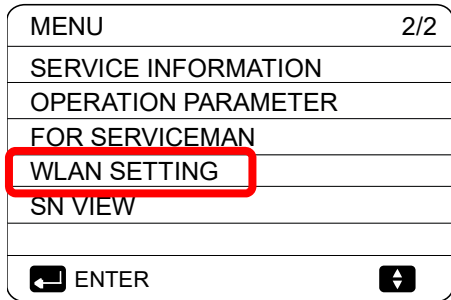 MENU 2/2
SERVICE INFORMATION
OPERATION PARAMETER
FOR SERVICEMAN
WLAN SETTING
SN VIEW
ENTER